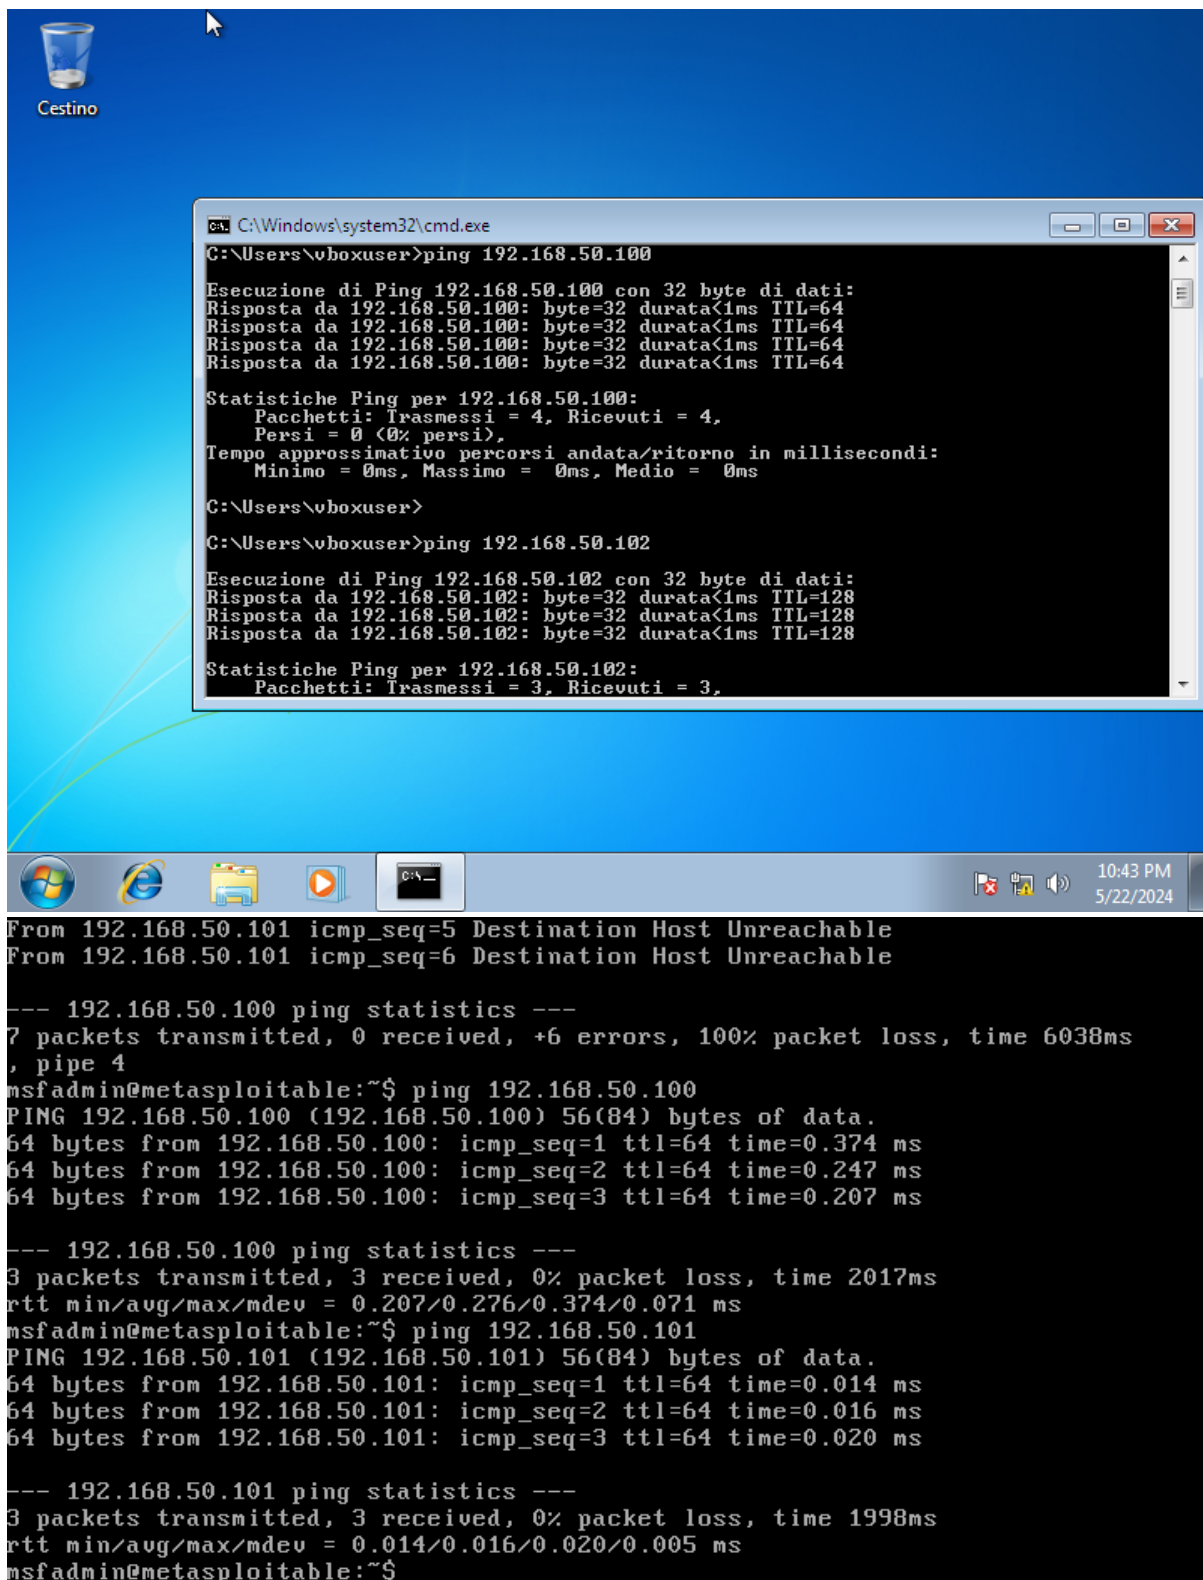 Cestino
C:\Windows\system32\cmd.exe
C:\Users\vboxuser>ping 192.168.50.100
Esecuzione di Ping 192.168.50.100 con 32 byte di dati:
Risposta da 192.168.50.100: byte=32 durata<1ms TTL=64
Risposta da 192.168.50.100: byte=32 durata<1ms TTL=64
Risposta da 192.168.50.100: byte=32 durata<1ms TTL=64
Risposta da 192.168.50.100: byte=32 durata<1ms TTL=64
Statistiche Ping per 192.168.50.100:
Pacchetti: Trasmessi = 4, Ricevuti = 4,
Persi = 0 (0% persi),
Tempo approssimativo percorsi andata/ritorno in millisecondi:
Minimo = 0ms, Massimo =  0ms, Medio =  0ms
C:\Users\vboxuser>
C:\Users\vboxuser>ping 192.168.50.102
Esecuzione di Ping 192.168.50.102 con 32 byte di dati:
Risposta da 192.168.50.102: byte=32 durata<1ms TTL=128
Risposta da 192.168.50.102: byte=32 durata<1ms TTL=128
Risposta da 192.168.50.102: byte=32 durata<1ms TTL=128
Statistiche Ping per 192.168.50.102:
Pacchetti: Trasmessi = 3, Ricevuti = 3,
C:\_
10:43 PM
5/22/2024
From 192.168.50.101 icmp_seq=5 Destination Host Unreachable
From 192.168.50.101 icmp_seq=6 Destination Host Unreachable
--- 192.168.50.100 ping statistics ---
7 packets transmitted, 0 received, +6 errors, 100% packet loss, time 6038ms
, pipe 4
msfadmin@metasploitable:~$ ping 192.168.50.100
PING 192.168.50.100 (192.168.50.100) 56(84) bytes of data.
64 bytes from 192.168.50.100: icmp_seq=1 ttl=64 time=0.374 ms
64 bytes from 192.168.50.100: icmp_seq=2 ttl=64 time=0.247 ms
64 bytes from 192.168.50.100: icmp_seq=3 ttl=64 time=0.207 ms
--- 192.168.50.100 ping statistics ---
3 packets transmitted, 3 received, 0% packet loss, time 2017ms
rtt min/avg/max/mdev = 0.207/0.276/0.374/0.071 ms
msfadmin@metasploitable:~$ ping 192.168.50.101
PING 192.168.50.101 (192.168.50.101) 56(84) bytes of data.
64 bytes from 192.168.50.101: icmp_seq=1 ttl=64 time=0.014 ms
64 bytes from 192.168.50.101: icmp_seq=2 ttl=64 time=0.016 ms
64 bytes from 192.168.50.101: icmp_seq=3 ttl=64 time=0.020 ms
--- 192.168.50.101 ping statistics ---
3 packets transmitted, 3 received, 0% packet loss, time 1998ms
rtt min/avg/max/mdev = 0.014/0.016/0.020/0.005 ms
msfadmin@metasploitable:~$